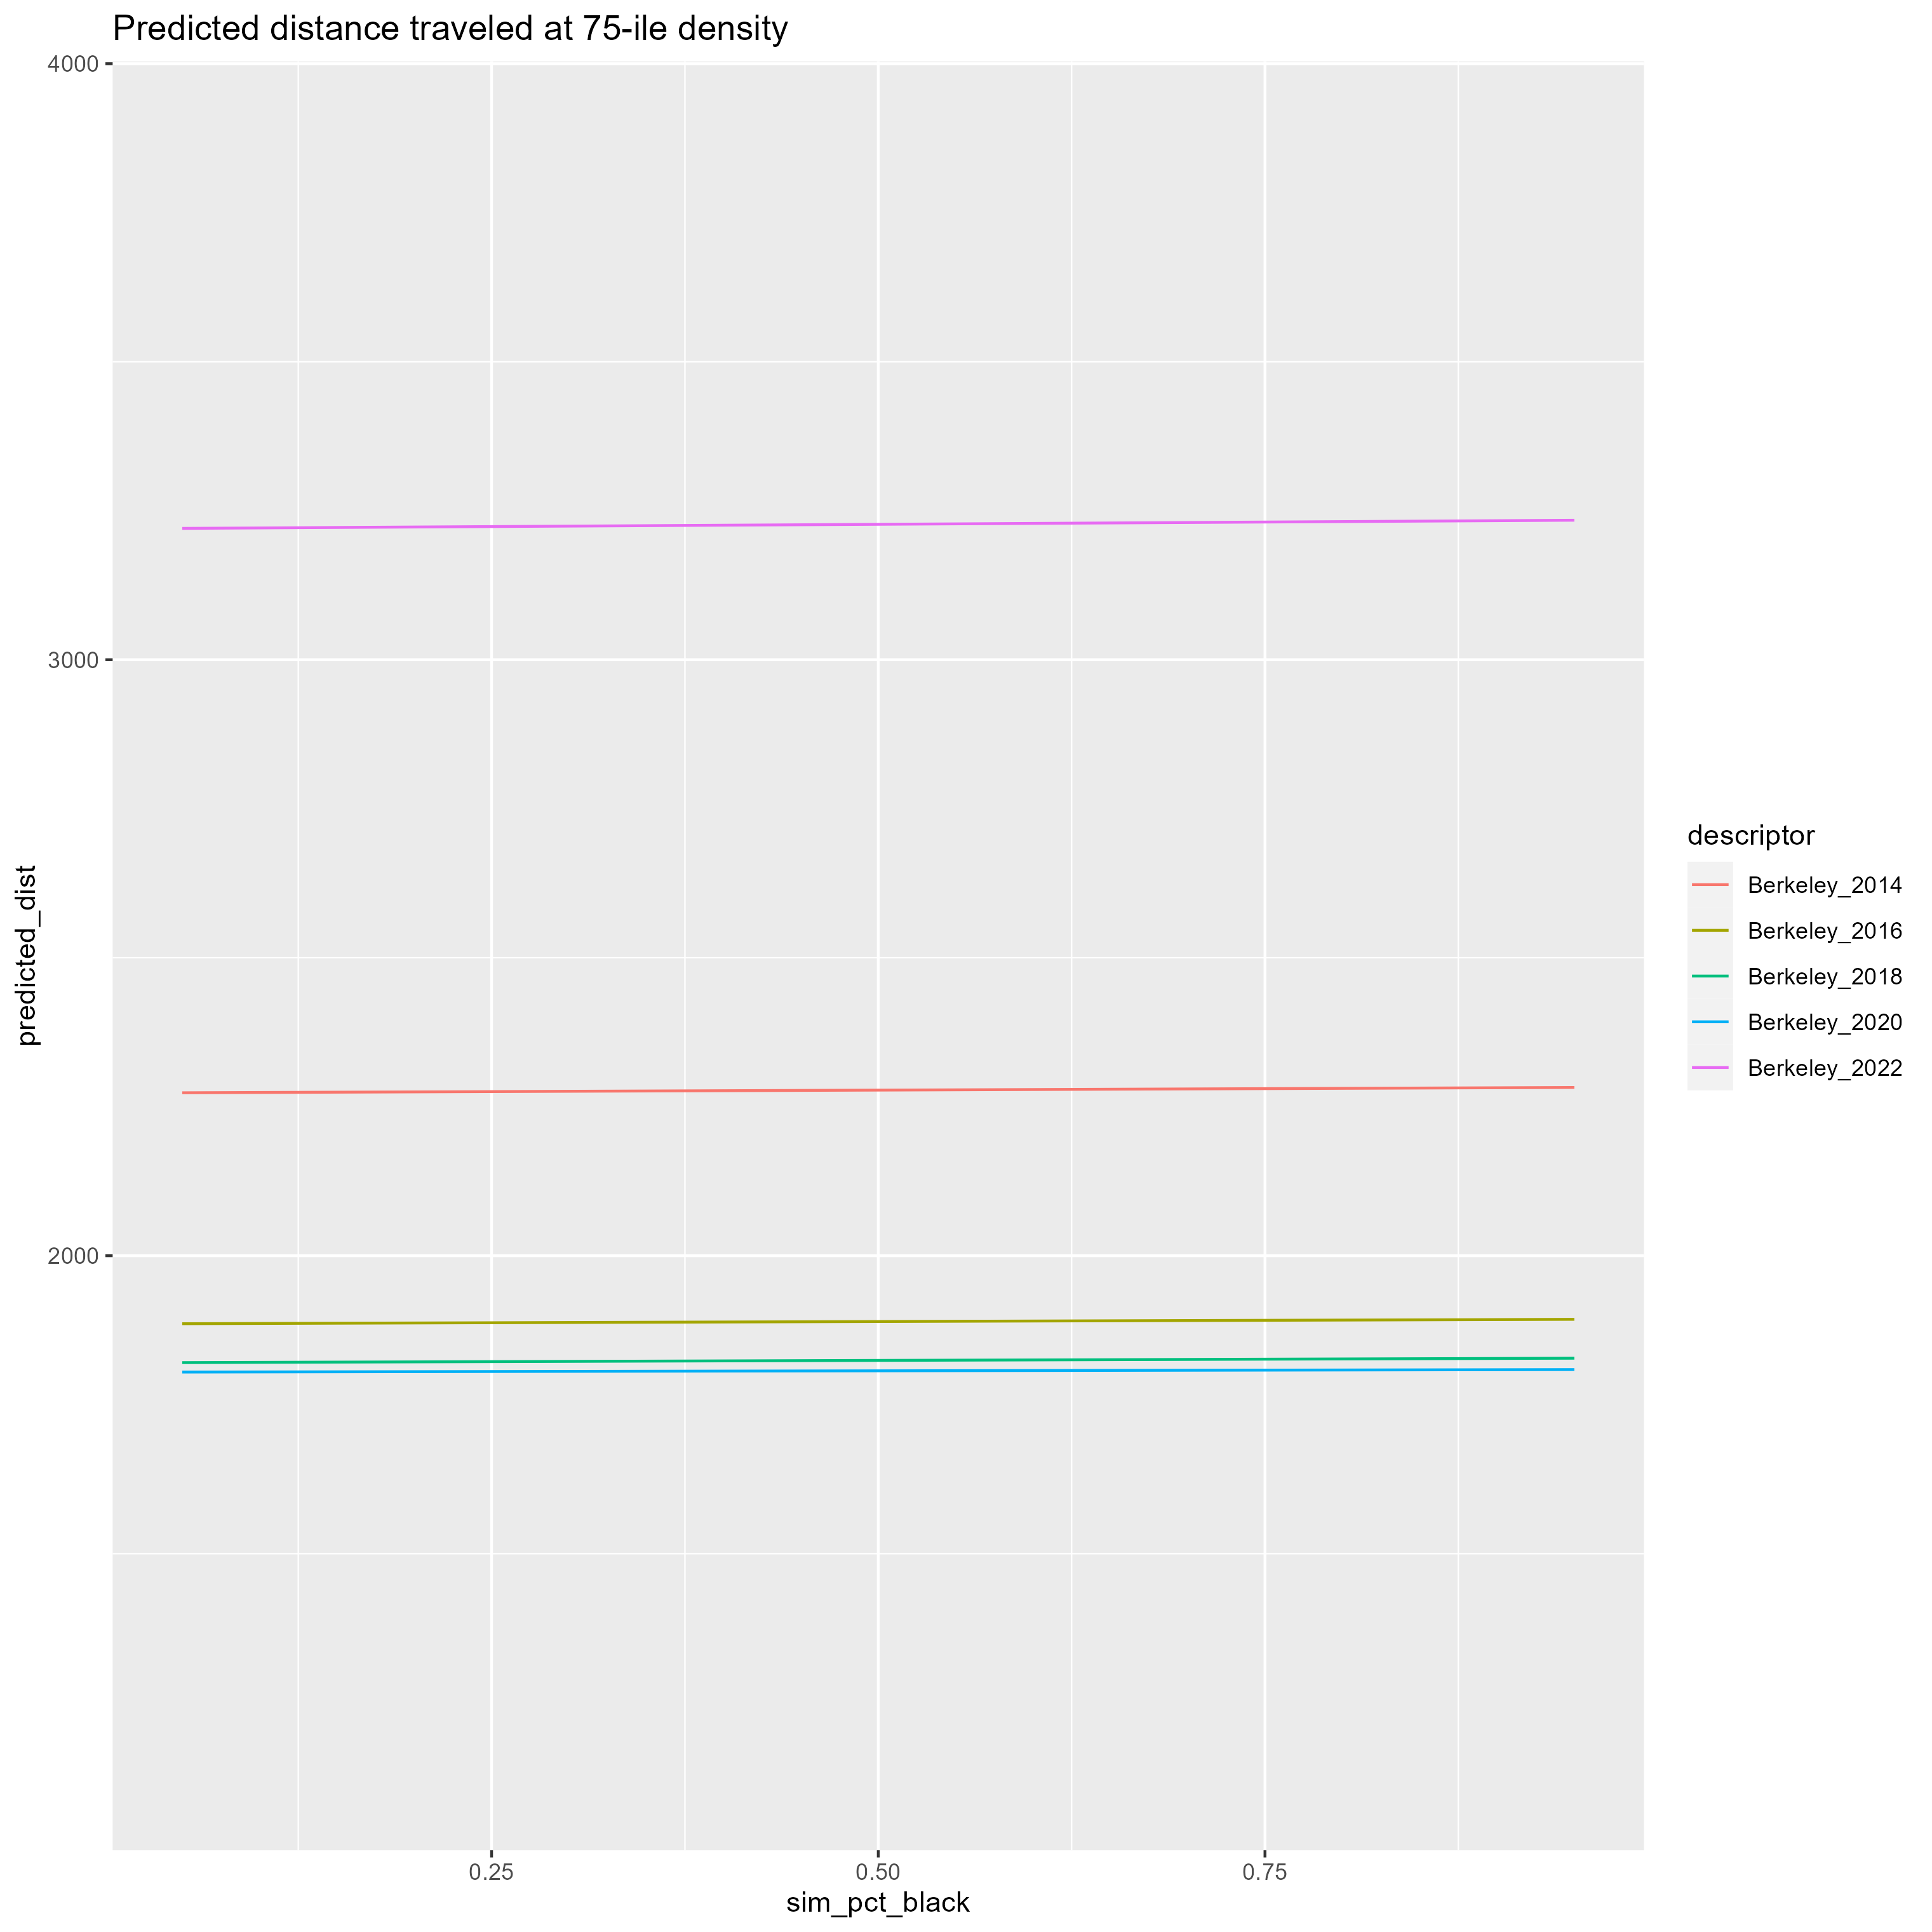 Predicted distance traveled at 75-ile density
4000
3000
2000
predicted_dist
0.25
0.50
0.75
sim_pct_black
descriptor
Berkeley_2014
Berkeley_2016
Berkeley_2018
Berkeley_2020
Berkeley_2022